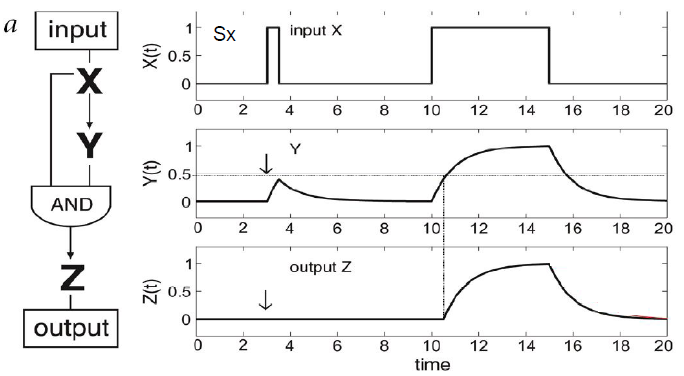 a
input
X
Y
AND
Z
output
Sx
input X
X(t)
1
0.5
0
0 2 4 6 8 10 12 14 16 18 20
Y
Y(t)
1
0.5
0
0 2 4 6 8 10 12 14 16 18 20
output Z
Z(t)
1
0.5
0
0 2 4 6 8 10 12 14 16 18 20
time